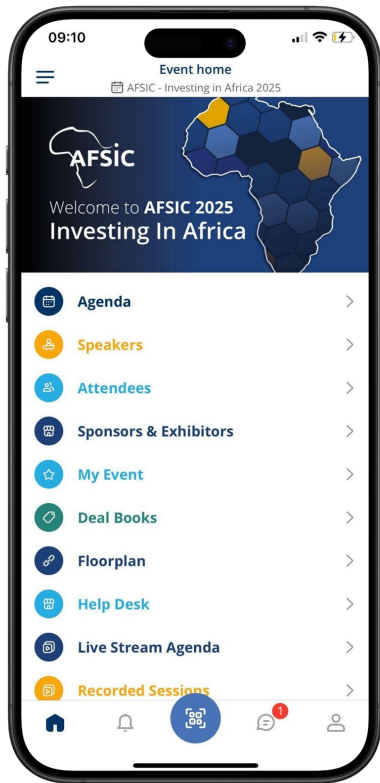 09:10
Event home
AFSIC - Investing in Africa 2025
AFSIC
Welcome to AFSIC 2025
Investing In Africa
Agenda
Speakers
Attendees
Sponsors & Exhibitors
My Event
Deal Books
Floorplan
Help Desk
Live Stream Agenda
Recorded Sessions
1